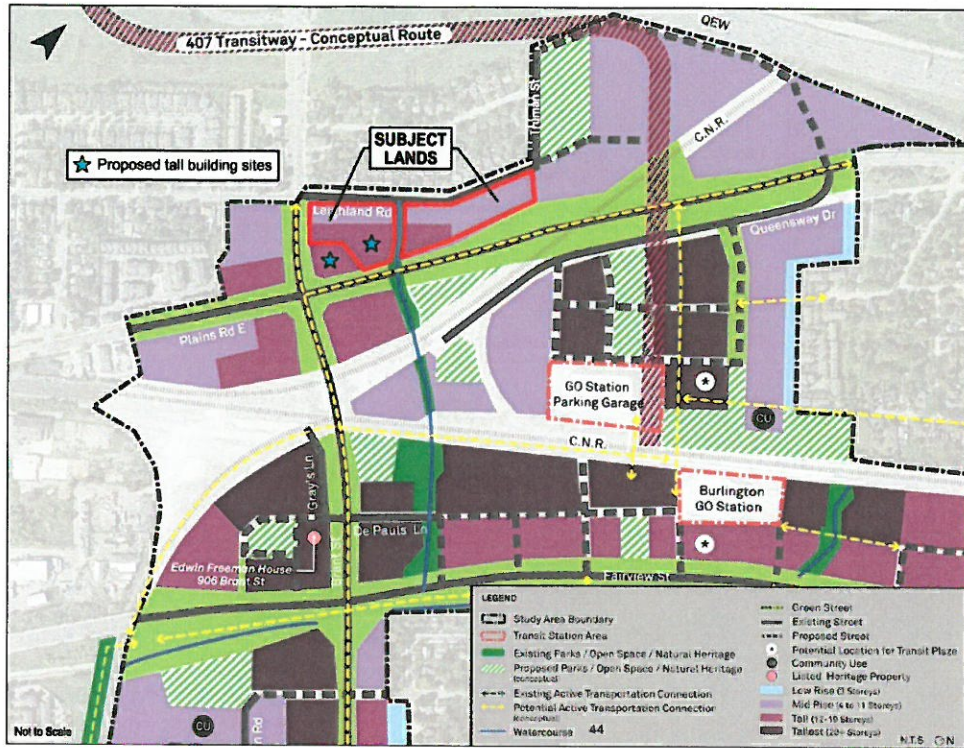 407 Transitway - Conceptual Route
QEW
Proposed tall building sites
SUBJECT
LANDS
Truman St
C.N.R.
Leighland Rd
Queensway Dr
Plains Rd E
GO Station
Parking Garage
CU
C.N.R.
Burlington
GO Station
Gray's Ln
De Pauls Ln
Brant St
Edwin Freeman House
906 Brant St
Fairview St
CU
Rd
Not to Scale
LEGEND
Study Area Boundary
Transit Station Area
Existing Parks / Open Space / Natural Heritage
Proposed Parks / Open Space / Natural Heritage
(conceptual)
Existing Active Transportation Connection
Potential Active Transportation Connection
(conceptual)
Watercourse 44
Green Street
Existing Street
Proposed Street
Potential Location for Transit Plaza
Community Use
Listed Heritage Property
Low Rise (3 Storeys)
Mid Rise (4 to 11 Storeys)
Tall (12-19 Storeys)
Tallest (20+ Storeys)
N.T.S. N